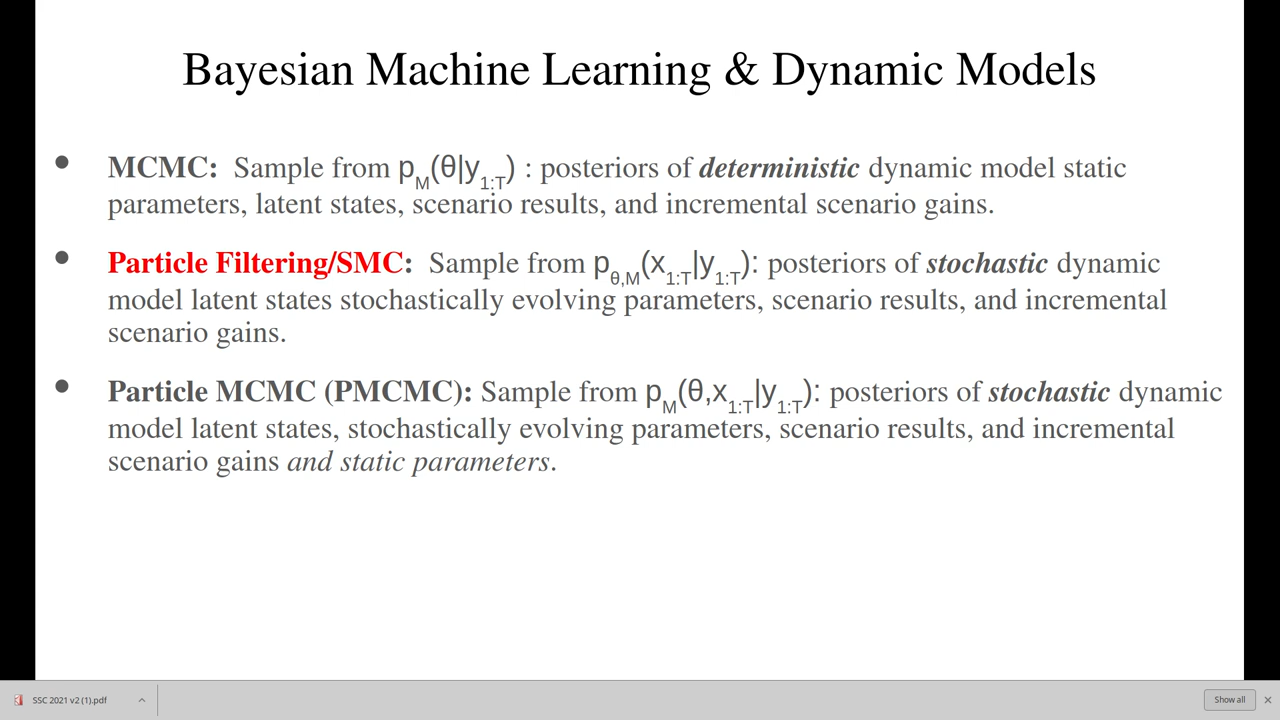 Bayesian Machine Learning & Dynamic Models
• MCMC: Sample from pM(θ|y1:T) : posteriors of deterministic dynamic model static
parameters, latent states, scenario results, and incremental scenario gains.
• Particle Filtering/SMC: Sample from pθ,M(x1:T|y1:T): posteriors of stochastic dynamic
model latent states stochastically evolving parameters, scenario results, and incremental
scenario gains.
• Particle MCMC (PMCMC): Sample from pM(θ,x1:T|y1:T): posteriors of stochastic dynamic
model latent states, stochastically evolving parameters, scenario results, and incremental
scenario gains and static parameters.
SSC 2021 v2 (1).pdf
Show all